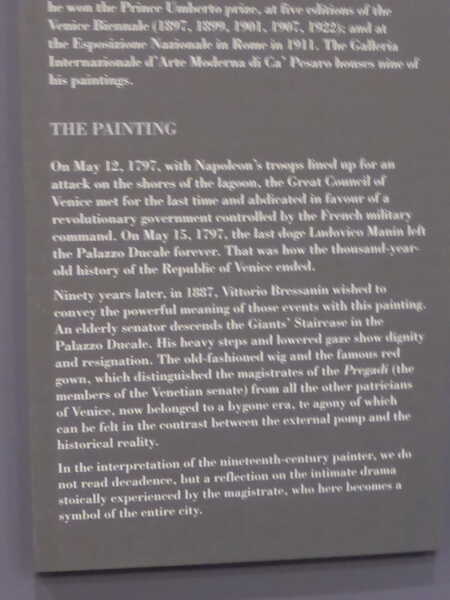 he won the Prince Umberto prize, at five editions of the
Venice Biennale (1897, 1899, 1901, 1907, 1922); and at
the Esposizione Nazionale in Rome in 1911. The Galleria
Internazionale d'Arte Moderna di Ca' Pesaro houses nine of
his paintings.
THE PAINTING
On May 12, 1797, with Napoleon's troops lined up for an
attack on the shores of the lagoon, the Great Council of
Venice met for the last time and abdicated in favour of a
revolutionary government controlled by the French military
command. On May 15, 1797, the last doge Ludovico Manin left
the Palazzo Ducale forever. That was how the thousand-year-
old history of the Republic of Venice ended.
Ninety years later, in 1887, Vittorio Bressanin wished to
convey the powerful meaning of those events with this painting.
An elderly senator descends the Giants' Staircase in the
Palazzo Ducale. His heavy steps and lowered gaze show dignity
and resignation. The old-fashioned wig and the famous red
gown, which distinguished the magistrates of the Pregadi (the
members of the Venetian senate) from all the other patricians
of Venice, now belonged to a bygone era, te agony of which
can be felt in the contrast between the external pomp and the
historical reality.
In the interpretation of the nineteenth-century painter, we do
not read decadence, but a reflection on the intimate drama
stoically experienced by the magistrate, who here becomes a
symbol of the entire city.